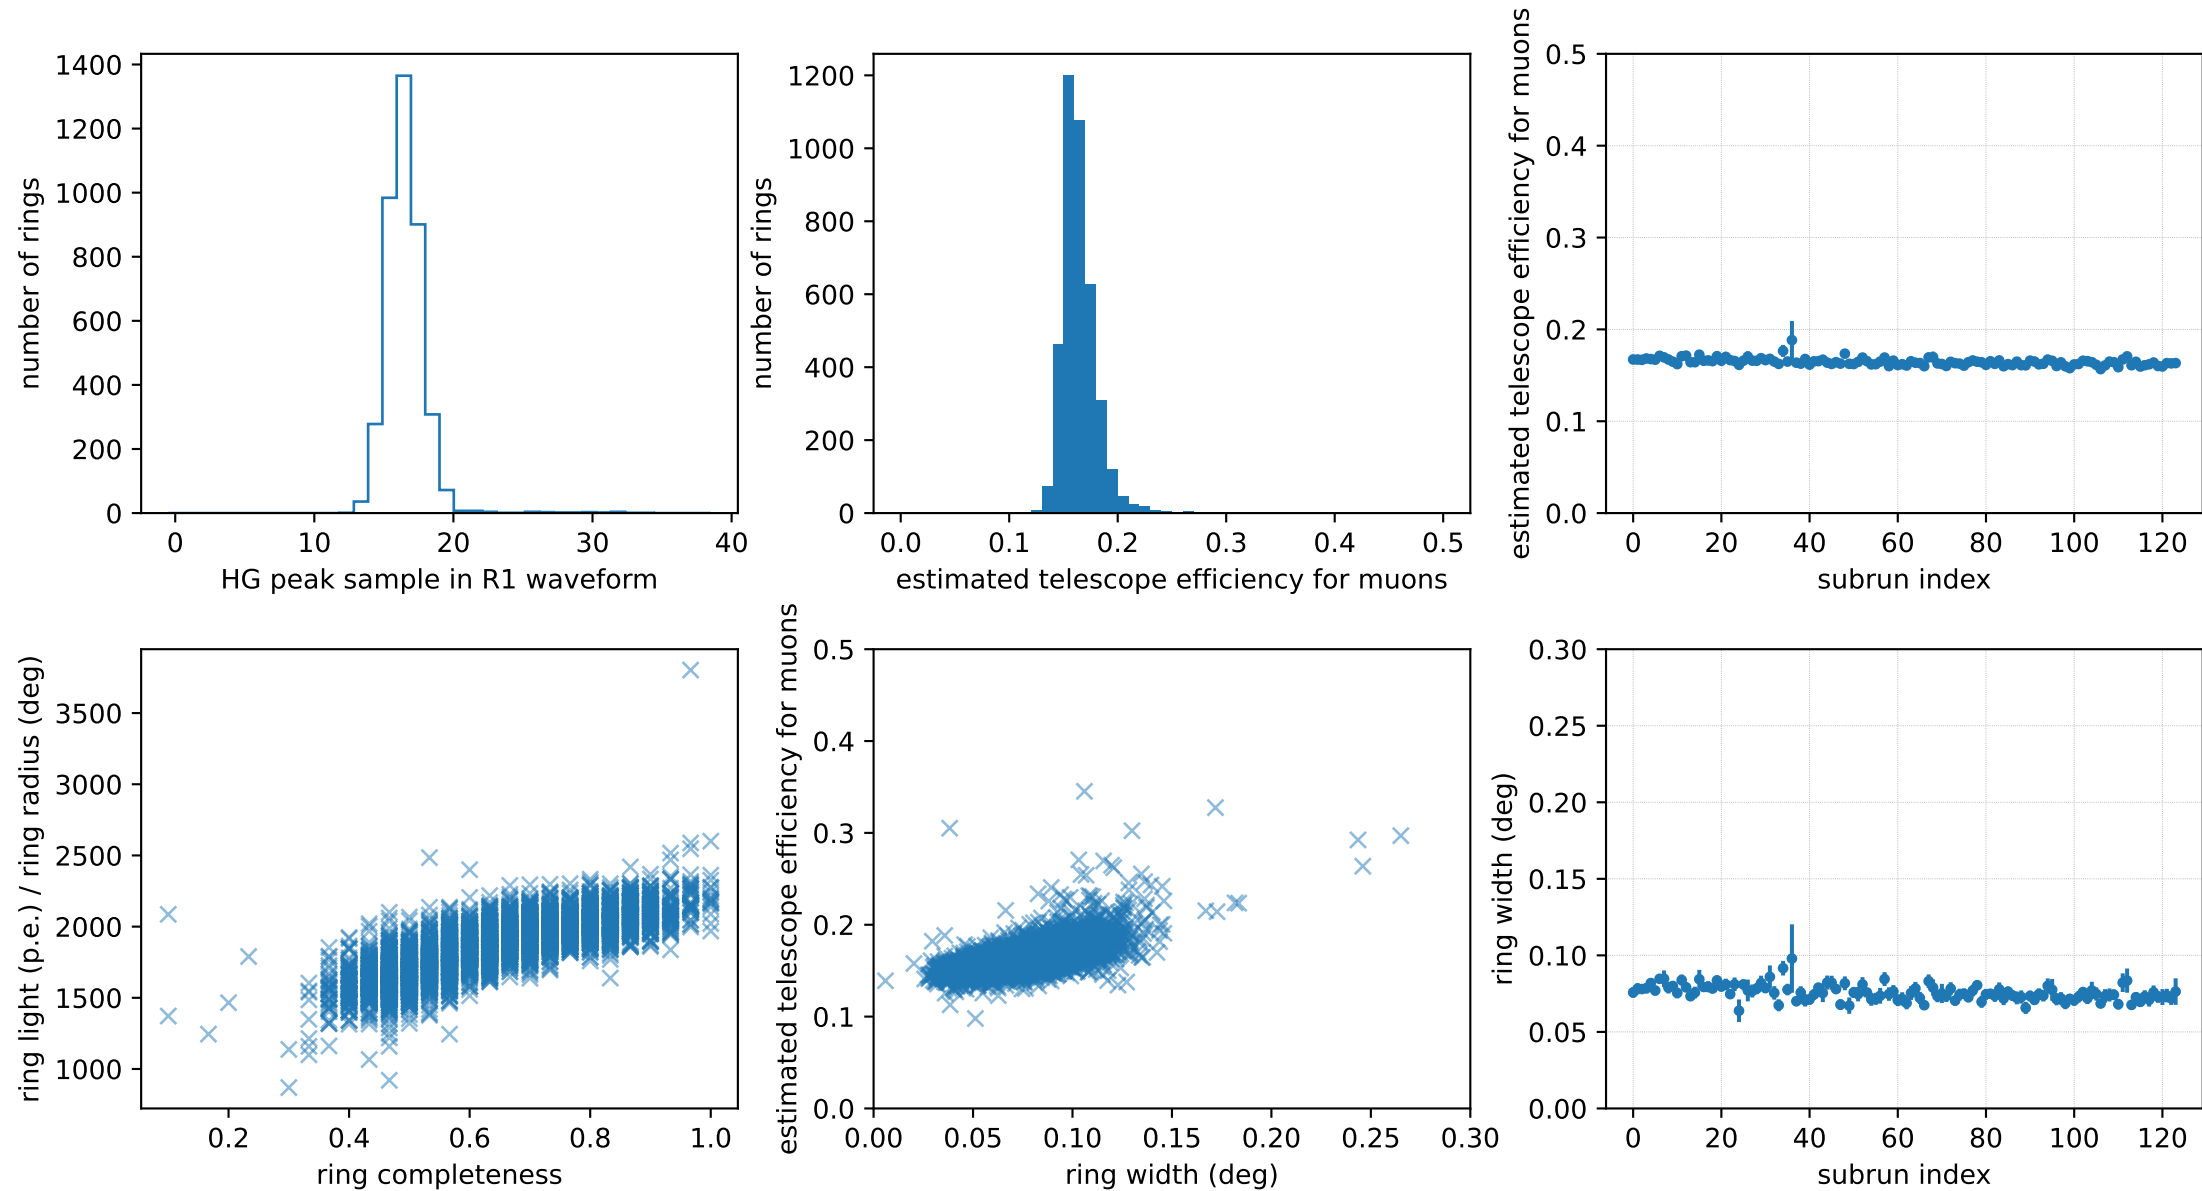 number of rings
1400
1200
1000
800
600
400
200
0
0 10 20 30 40
HG peak sample in R1 waveform
number of rings
1200
1000
800
600
400
200
0
0.0 0.1 0.2 0.3 0.4 0.5
estimated telescope efficiency for muons
estimated telescope efficiency for muons
0.5
0.4
0.3
0.2
0.1
0.0
0 20 40 60 80 100 120
subrun index
ring light (p.e.) / ring radius (deg)
3500
3000
2500
2000
1500
1000
0.2 0.4 0.6 0.8 1.0
ring completeness
estimated telescope efficiency for muons
0.5
0.4
0.3
0.2
0.1
0.0
0.00 0.05 0.10 0.15 0.20 0.25 0.30
ring width (deg)
ring width (deg)
0.30
0.25
0.20
0.15
0.10
0.05
0.00
0 20 40 60 80 100 120
subrun index